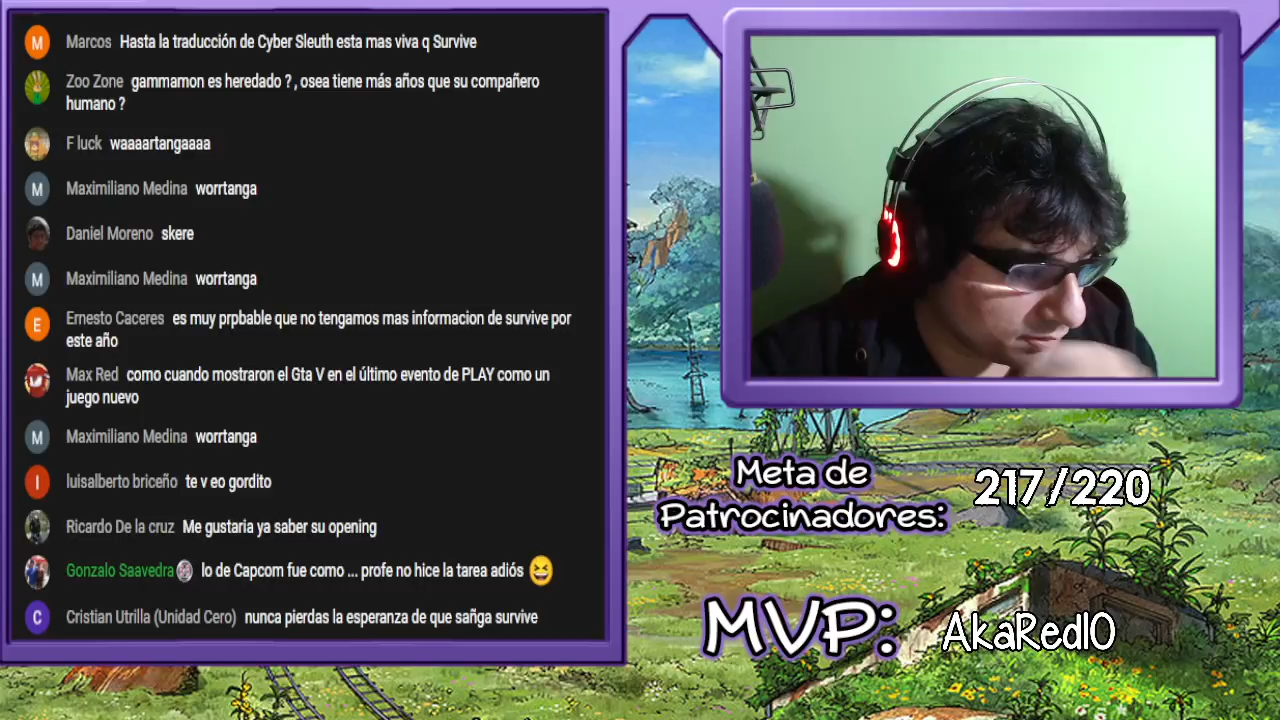 Marcos Hasta la traducción de Cyber Sleuth esta mas viva q Survive
Zoo Zone gammamon es heredado ? , osea tiene más años que su compañero
humano ?
F luck waaaartangaaaa
Maximiliano Medina worrtanga
Daniel Moreno skere
Maximiliano Medina worrtanga
Ernesto Caceres es muy prpbable que no tengamos mas informacion de survive por
este año
Max Red como cuando mostraron el Gta V en el último evento de PLAY como un
juego nuevo
Maximiliano Medina worrtanga
luisalberto briceño te v eo gordito
Ricardo De la cruz Me gustaria ya saber su opening
Gonzalo Saavedra lo de Capcom fue como ... profe no hice la tarea adiós
Cristian Utrilla (Unidad Cero) nunca pierdas la esperanza de que sañga survive
Meta de
Patrocinadores:
217/220
MVP:
AkaRed10